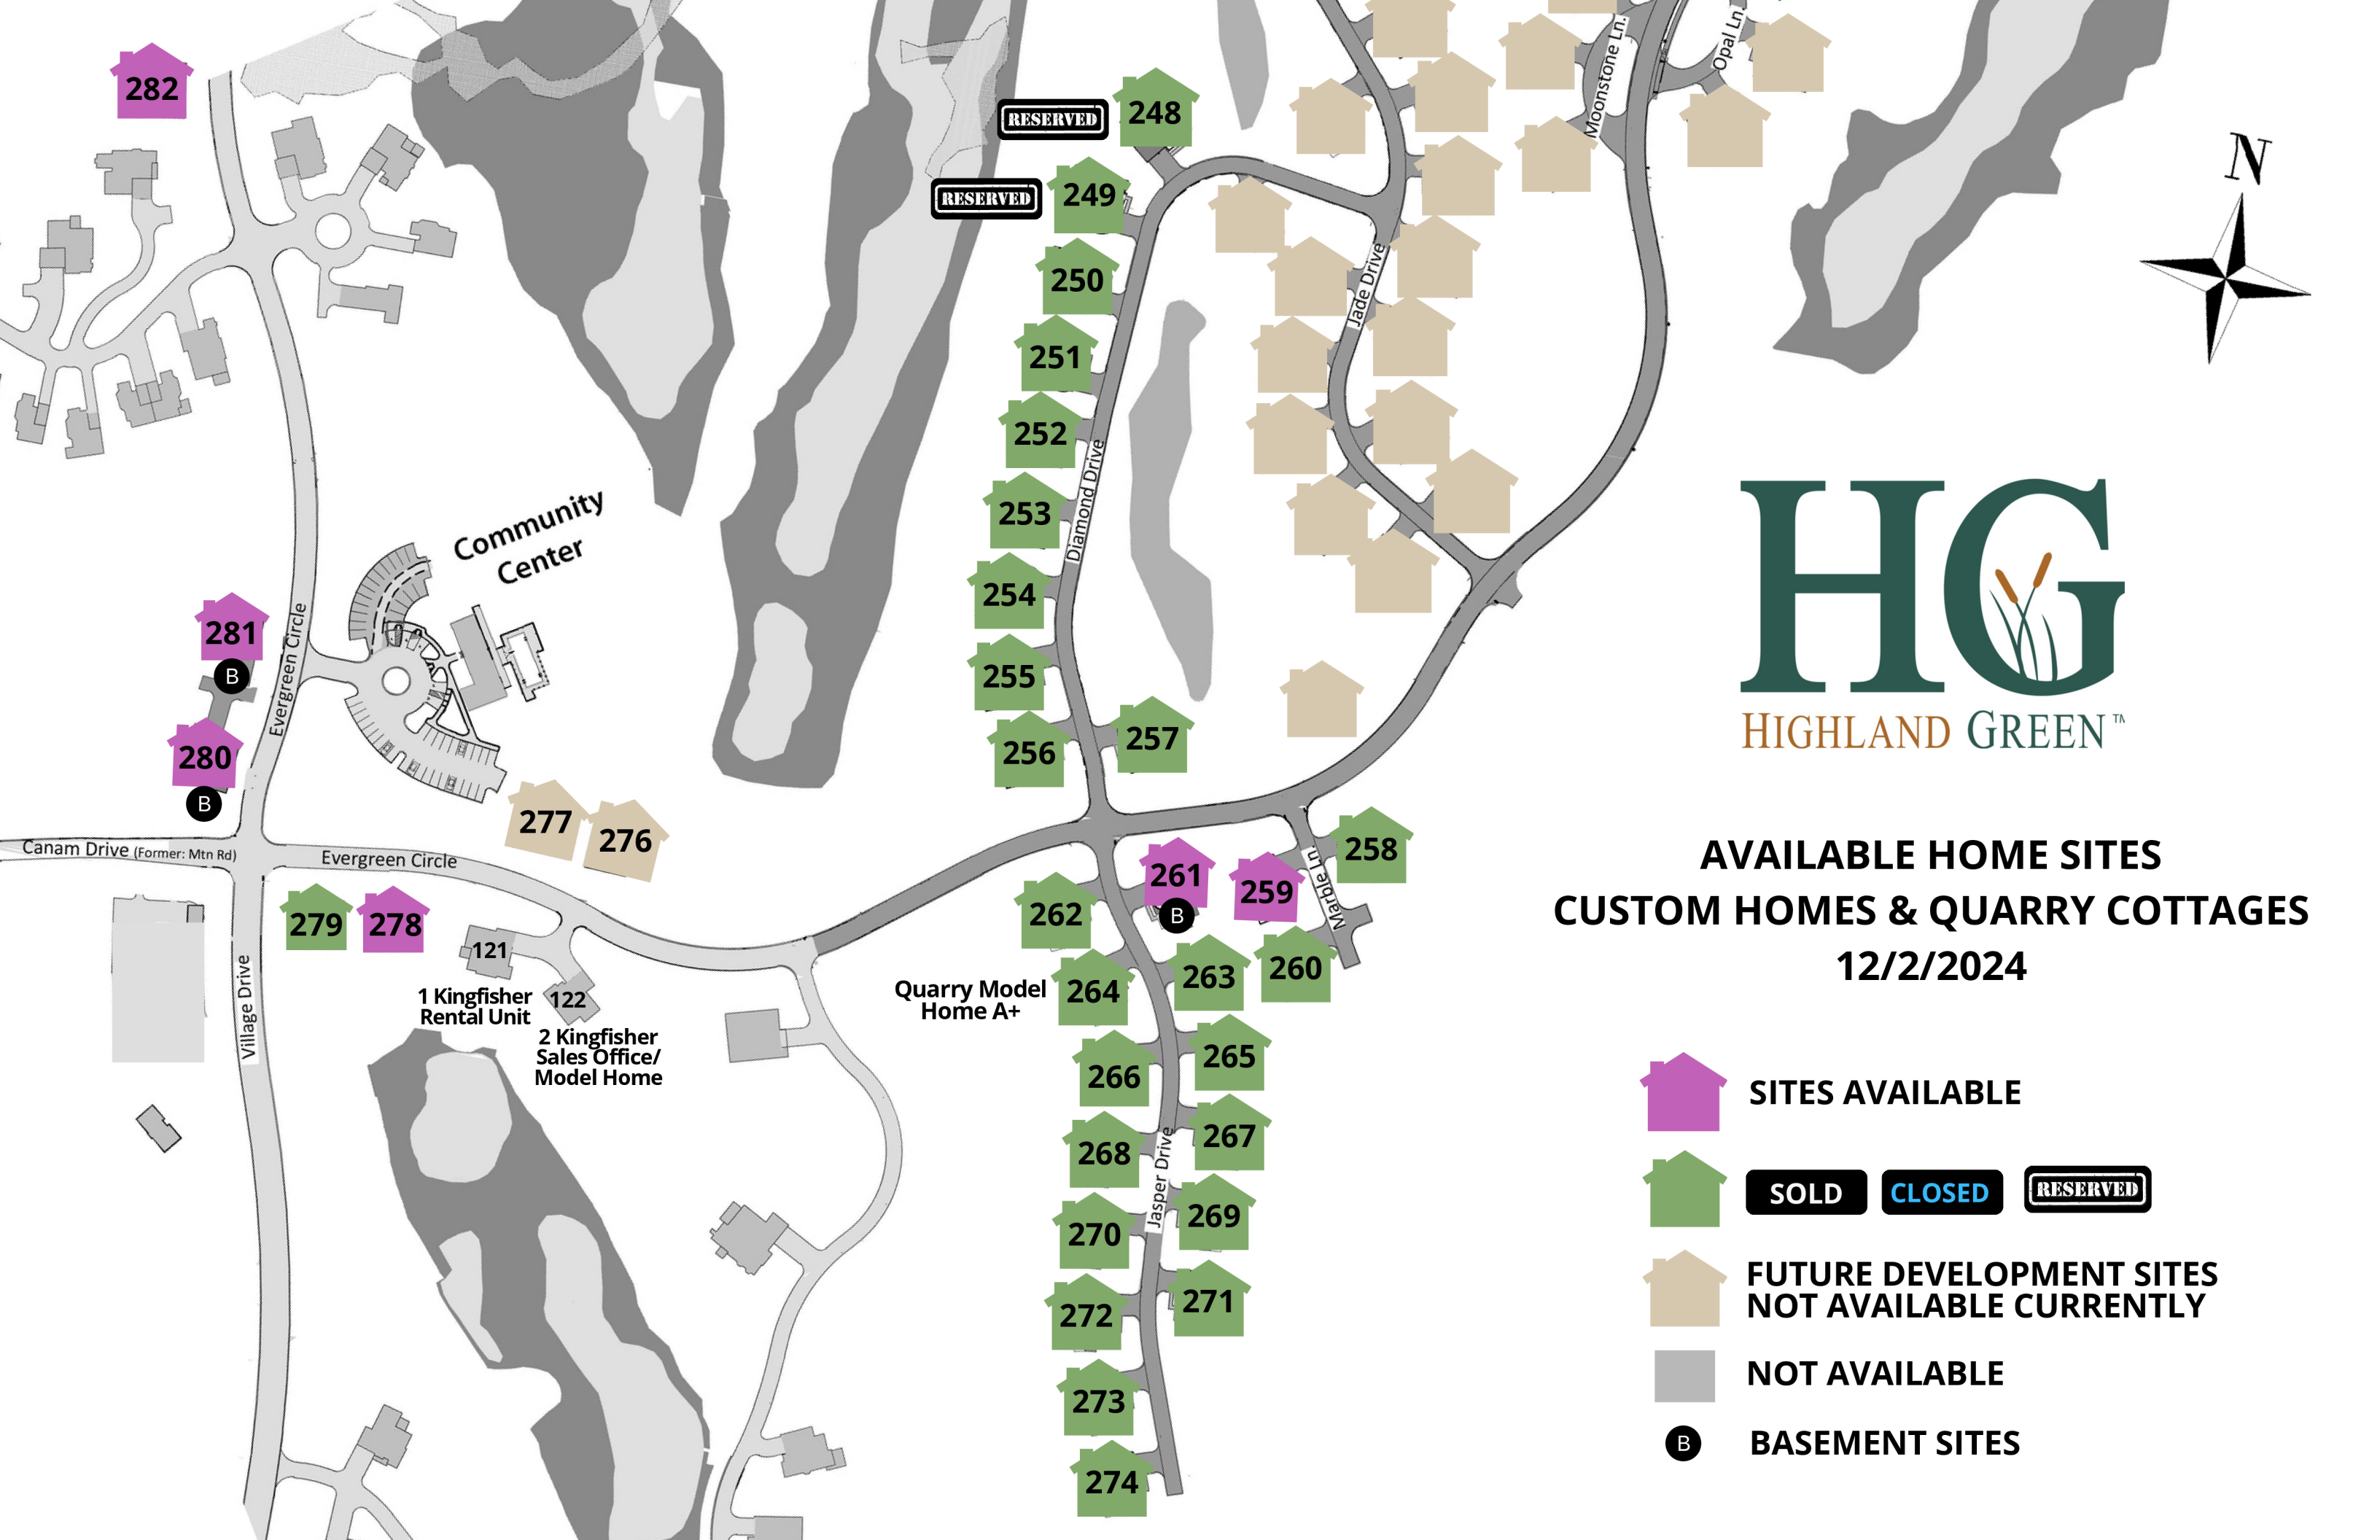 282
RESERVED
248
RESERVED
249
250
251
252
253
254
255
256
257
Diamond Drive
Jade Drive
Moonstone Ln.
Opal Ln.
N
Community
Center
281
B
280
B
Evergreen Circle
277
276
Canam Drive (Former: Mtn Rd)
Evergreen Circle
279
278
121
122
1 Kingfisher
Rental Unit
2 Kingfisher
Sales Office/
Model Home
Village Drive
258
261
B
259
Marble Ln.
262
263
260
264
Quarry Model
Home A+
265
266
267
268
Jasper Drive
269
270
271
272
273
274
HG
HIGHLAND GREEN™
AVAILABLE HOME SITES
CUSTOM HOMES & QUARRY COTTAGES
12/2/2024
SITES AVAILABLE
SOLD CLOSED RESERVED
FUTURE DEVELOPMENT SITES
NOT AVAILABLE CURRENTLY
NOT AVAILABLE
B BASEMENT SITES